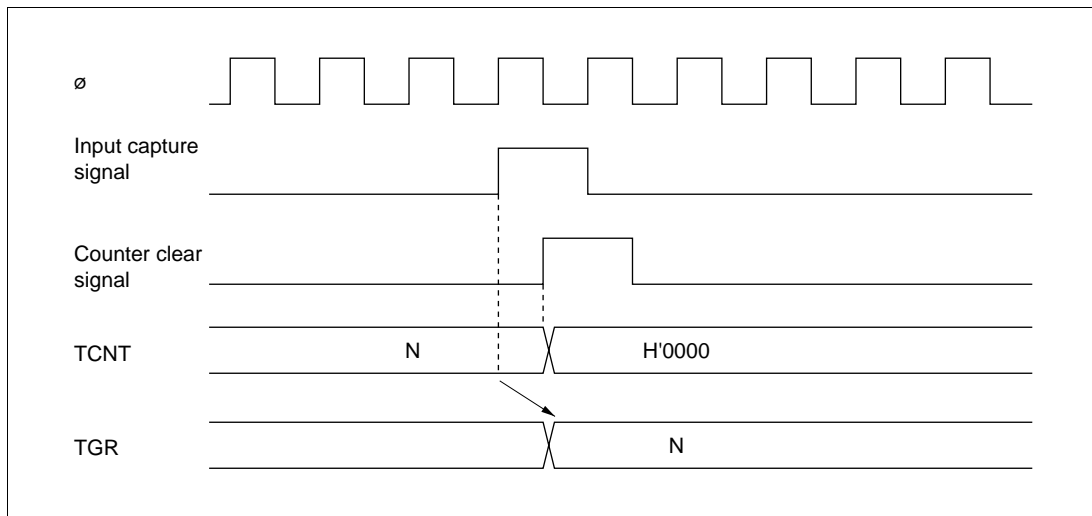 ø
Input capture
signal
Counter clear
signal
TCNT
N
H'0000
TGR
N